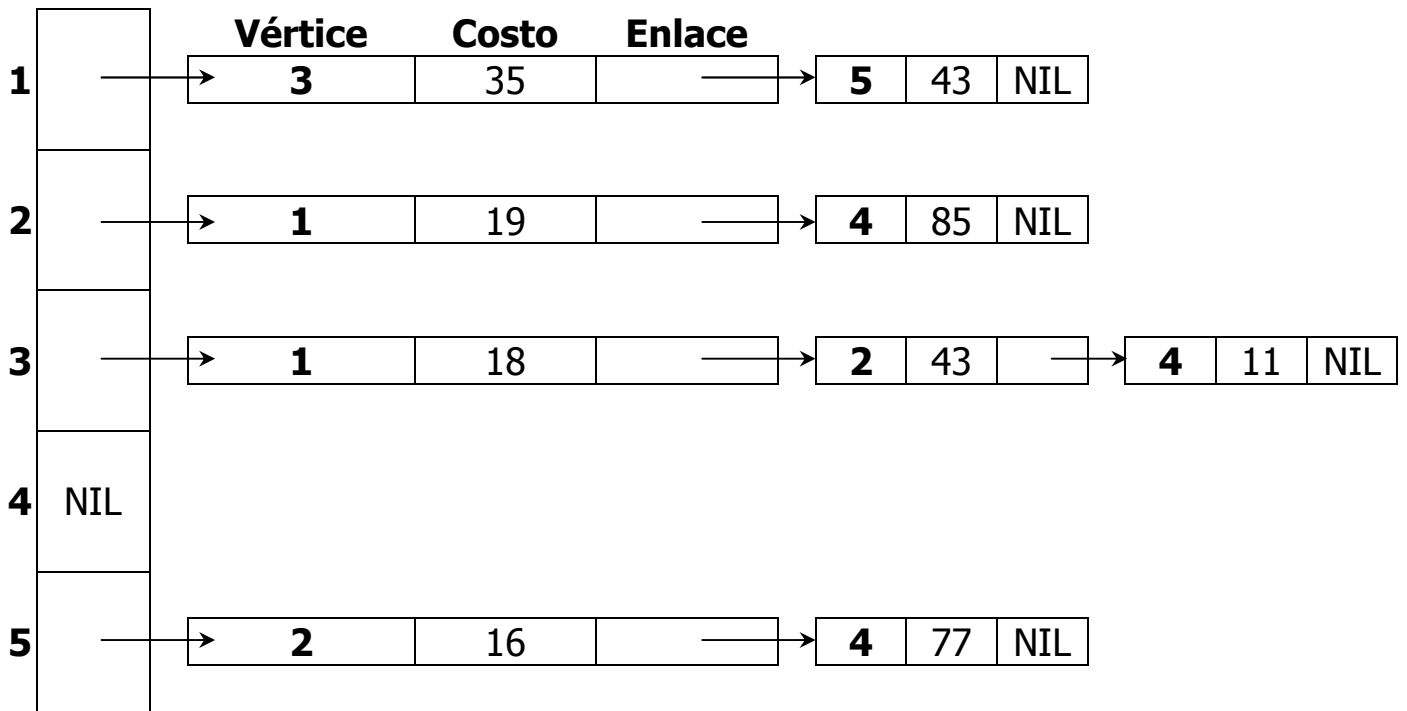 Vértice Costo Enlace
1 3 35 5 43 NIL
2 1 19 4 85 NIL
3 1 18 2 43 4 11 NIL
4 NIL
5 2 16 4 77 NIL